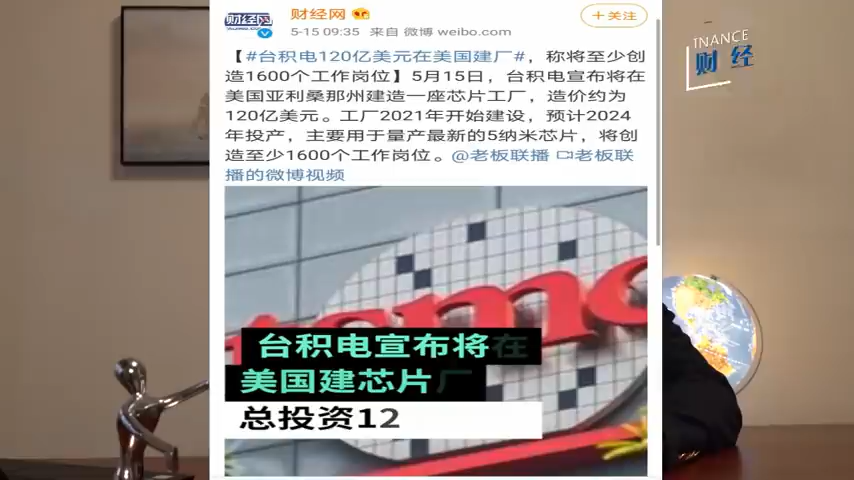 财经网
5-15 09:35 来自 微博 weibo.com
+关注
【#台积电120亿美元在美国建厂#，称将至少创
造1600个工作岗位】5月15日，台积电宣布将在
美国亚利桑那州建造一座芯片工厂，造价约为
120亿美元。工厂2021年开始建设，预计2024
年投产，主要用于量产最新的5纳米芯片，将创
造至少1600个工作岗位。@老板联播 老板联
播的微博视频
台积电宣布将在
美国建芯片厂
总投资12
财经网
INANCE
财 经